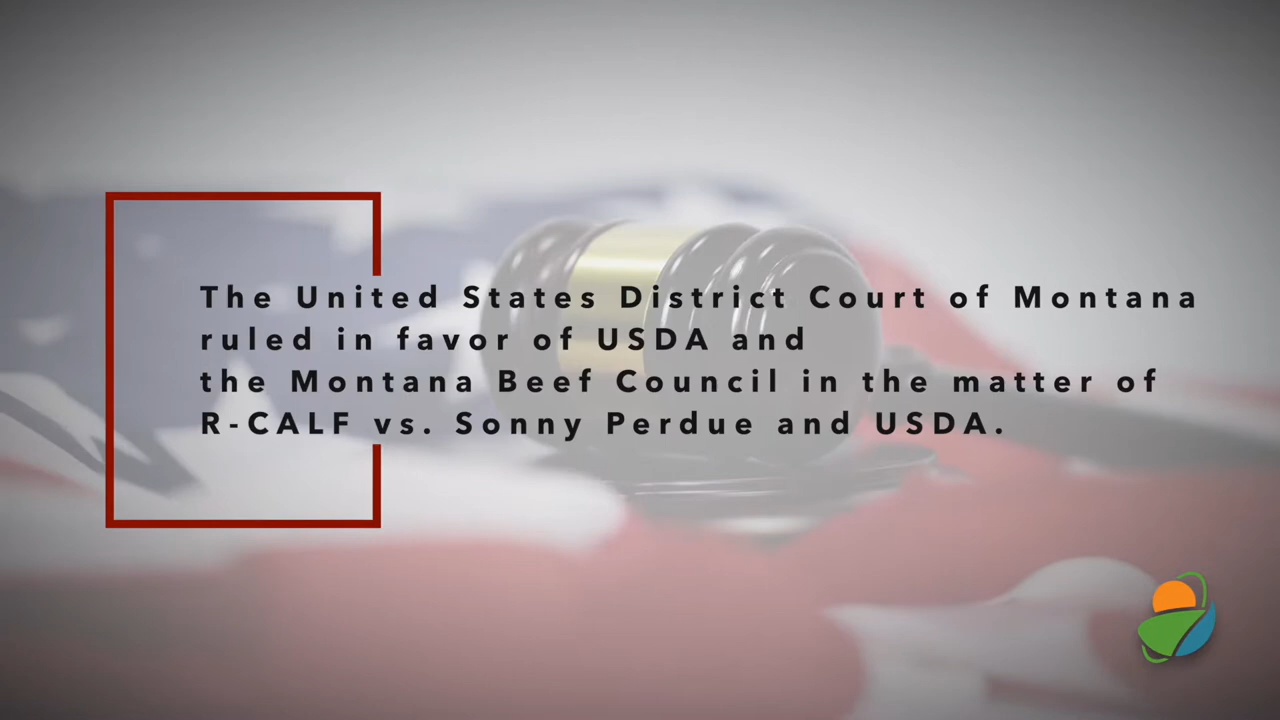 The United States District Court of Montana
ruled in favor of USDA and
the Montana Beef Council in the matter of
R-CALF vs. Sonny Perdue and USDA.